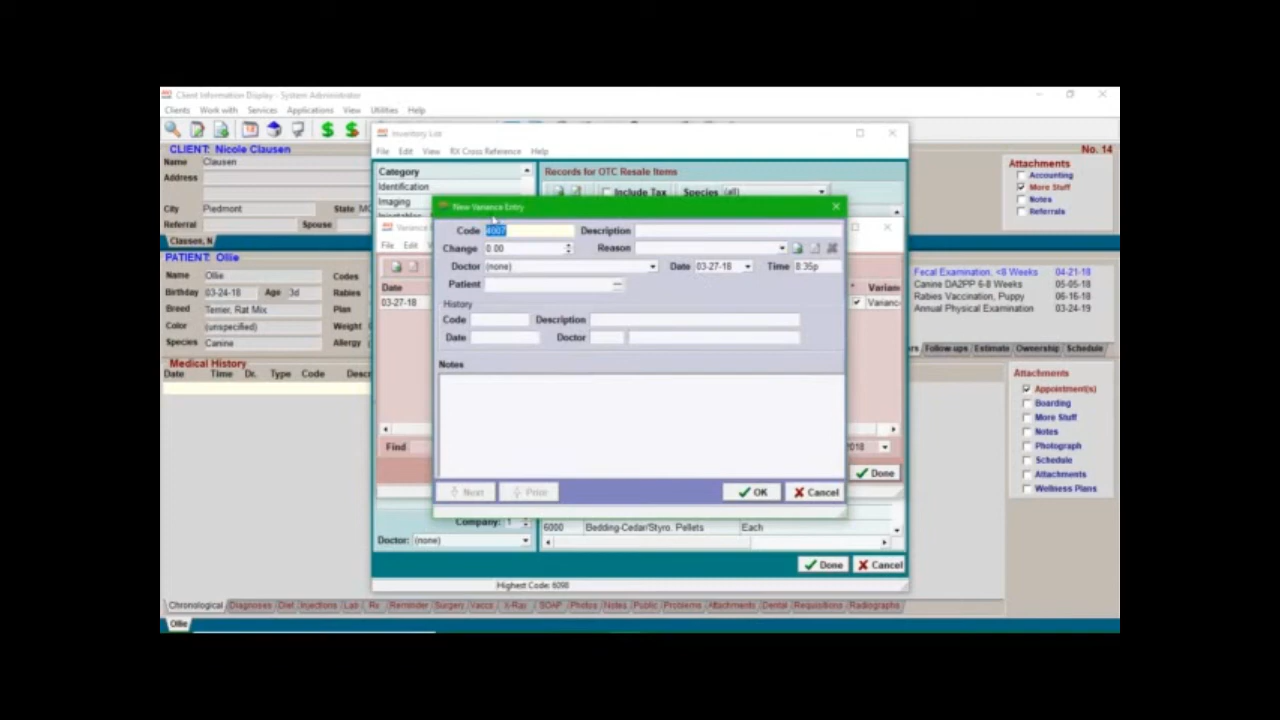 Client Information Display - System Administrator
Clients Work with Services Applications View Utilities Help
CLIENT: Nicole Clausen
No. 14
Name Clausen
Address
City Piedmont State MO
Referral Spouse
Clausen, N
Attachments
Accounting
More Stuff
Notes
Referrals
PATIENT: Ollie
Name Ollie Codes
Birthday 03-24-18 Age 3d Rabies
Breed Terrier, Rat Mix Plan
Color (unspecified) Weight
Species Canine Allergy
Medical History
Date Time Dr. Type Code Descr
Inventory List
File Edit View RX Cross Reference Help
Category
Identification
Imaging
Injectables
Records for OTC Resale Items
Include Tax Species (all)
Variance
File Edit
Date
03-27-18
Varian
Varianc
Find
2018
Done
New Variance Entry
Code 4007 Description
Change 0.00 Reason
Doctor (none) Date 03-27-18 Time 8:35p
Patient
History
Code Description
Date Doctor
Notes
Next Prior OK Cancel
Company: 1
Doctor: (none)
6000 Bedding-Cedar/Styro. Pellets Each
Done Cancel
Highest Code: 6098
Fecal Examination, <8 Weeks 04-21-18
Canine DA2PP 6-8 Weeks 05-05-18
Rabies Vaccination, Puppy 06-16-18
Annual Physical Examination 03-24-19
rs Follow-ups Estimate Ownership Schedule
Attachments
Appointment(s)
Boarding
More Stuff
Notes
Photograph
Schedule
Attachments
Wellness Plans
Chronological Diagnoses Diet Injections Lab Rx Reminder Surgery Vaccs X-Ray SOAP Photos Notes Public Problems Attachments Dental Requisitions Radiographs
Ollie